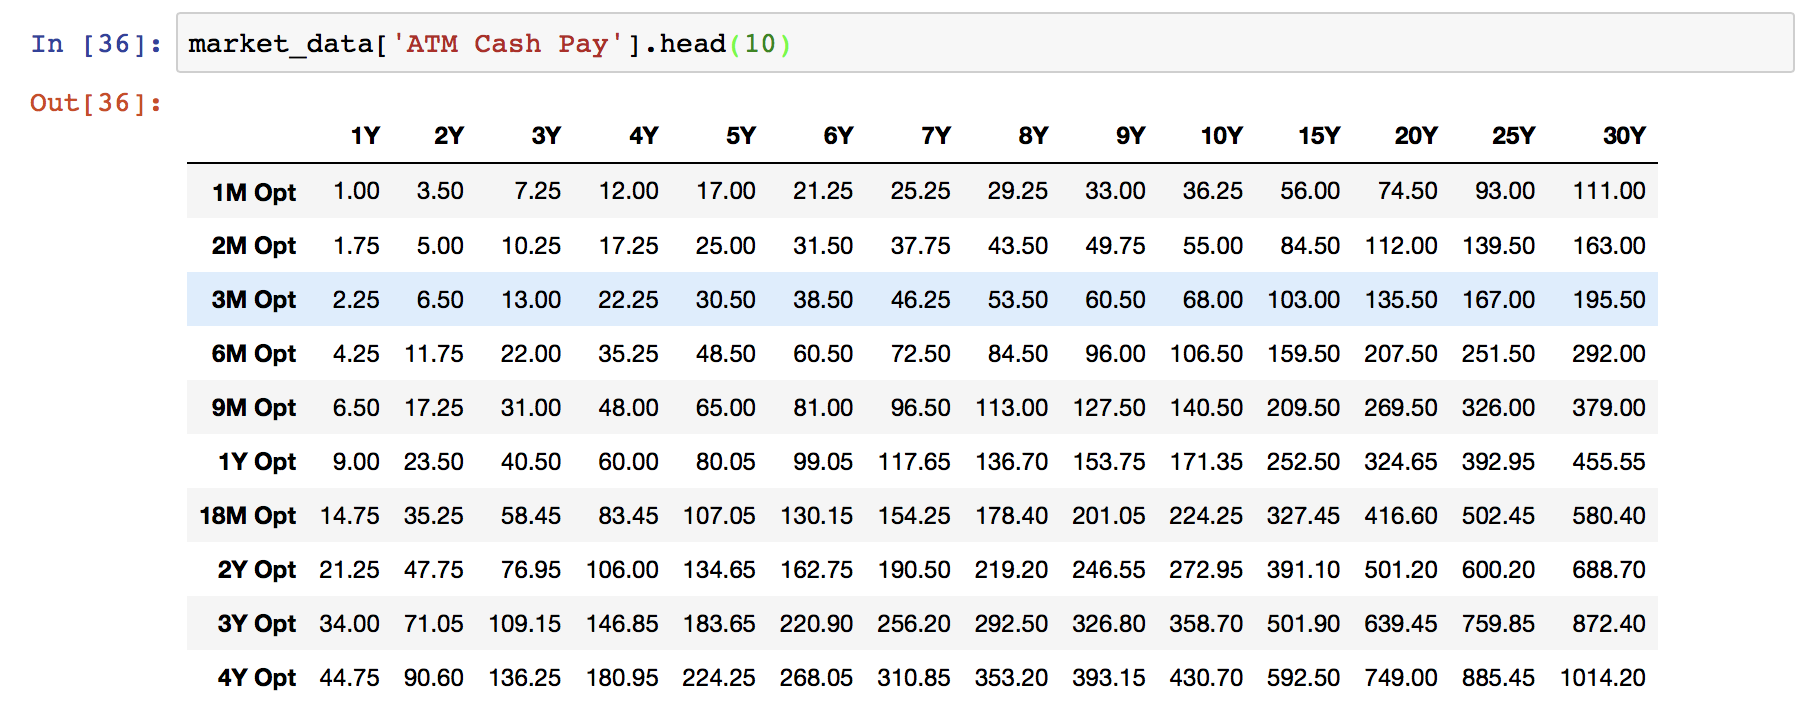 In [36]: market_data['ATM Cash Pay'].head(10)
Out[36]:
1Y 2Y 3Y 4Y 5Y 6Y 7Y 8Y 9Y 10Y 15Y 20Y 25Y 30Y
1M Opt 1.00 3.50 7.25 12.00 17.00 21.25 25.25 29.25 33.00 36.25 56.00 74.50 93.00 111.00
2M Opt 1.75 5.00 10.25 17.25 25.00 31.50 37.75 43.50 49.75 55.00 84.50 112.00 139.50 163.00
3M Opt 2.25 6.50 13.00 22.25 30.50 38.50 46.25 53.50 60.50 68.00 103.00 135.50 167.00 195.50
6M Opt 4.25 11.75 22.00 35.25 48.50 60.50 72.50 84.50 96.00 106.50 159.50 207.50 251.50 292.00
9M Opt 6.50 17.25 31.00 48.00 65.00 81.00 96.50 113.00 127.50 140.50 209.50 269.50 326.00 379.00
1Y Opt 9.00 23.50 40.50 60.00 80.05 99.05 117.65 136.70 153.75 171.35 252.50 324.65 392.95 455.55
18M Opt 14.75 35.25 58.45 83.45 107.05 130.15 154.25 178.40 201.05 224.25 327.45 416.60 502.45 580.40
2Y Opt 21.25 47.75 76.95 106.00 134.65 162.75 190.50 219.20 246.55 272.95 391.10 501.20 600.20 688.70
3Y Opt 34.00 71.05 109.15 146.85 183.65 220.90 256.20 292.50 326.80 358.70 501.90 639.45 759.85 872.40
4Y Opt 44.75 90.60 136.25 180.95 224.25 268.05 310.85 353.20 393.15 430.70 592.50 749.00 885.45 1014.20